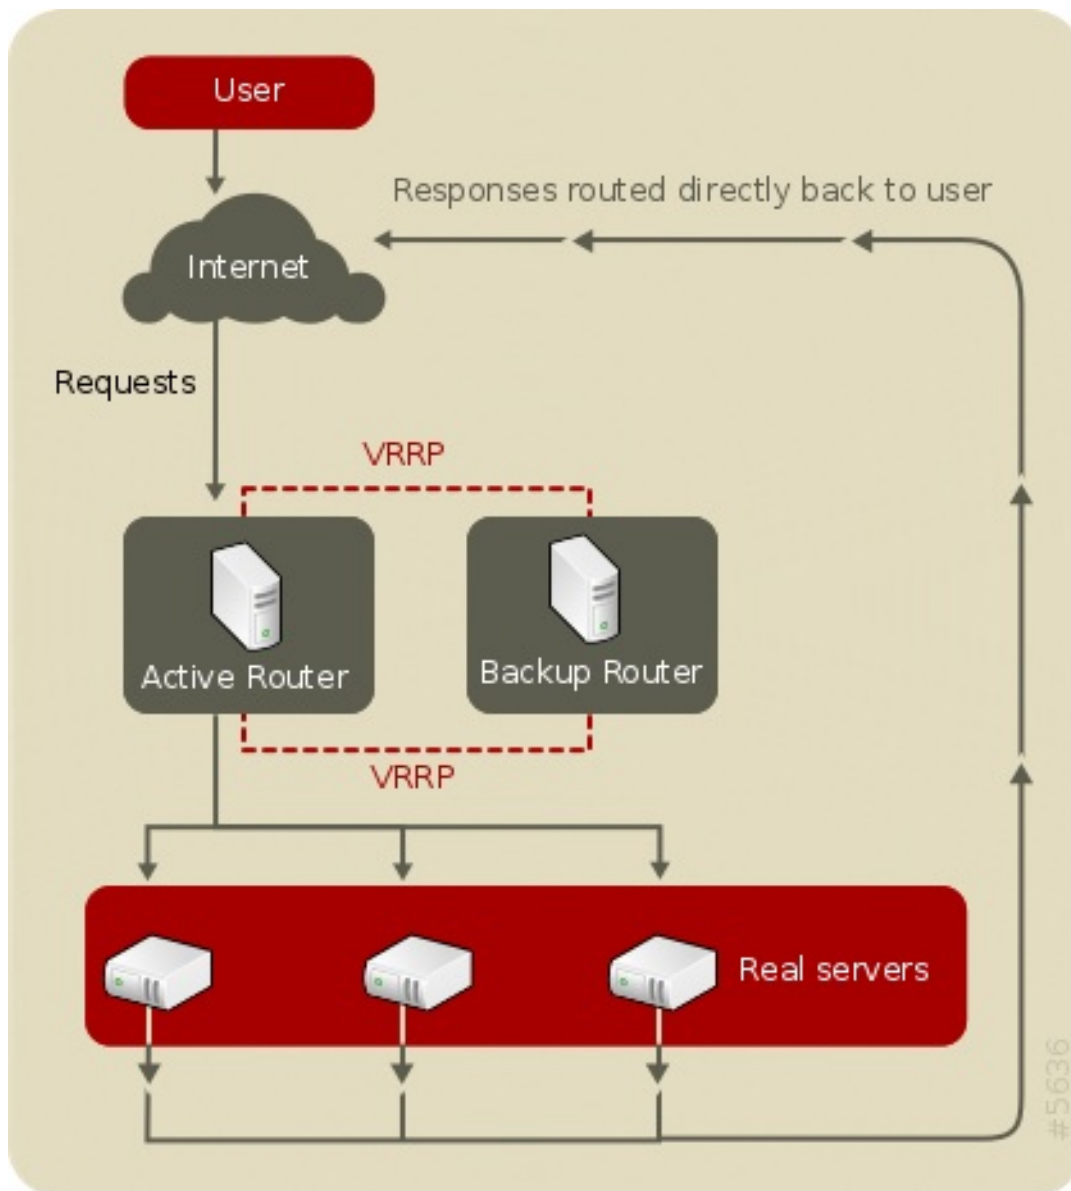 User
Responses routed directly back to user
Internet
Requests
VRRP
Active Router
Backup Router
VRRP
Real servers
#5636